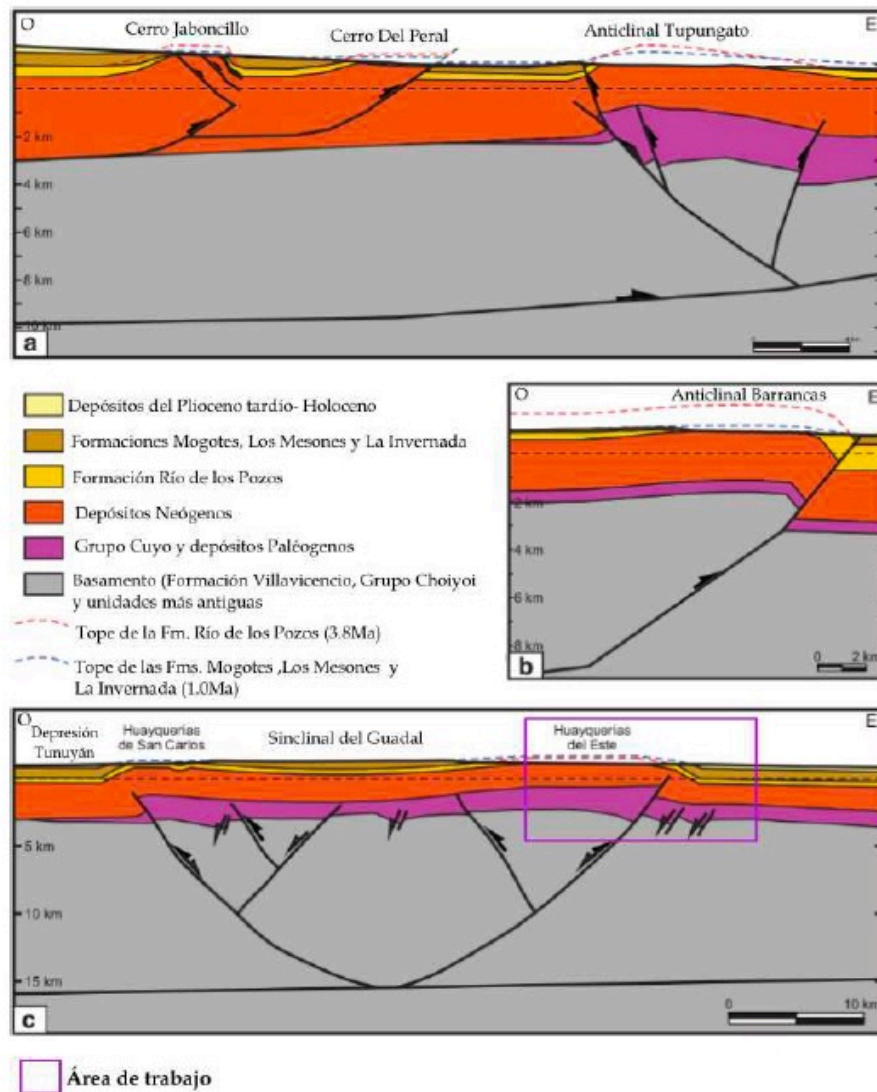 O
Cerro Jaboncillo
Cerro Del Peral
Anticlinal Tupungato
E
2 km
4 km
6 km
8 km
a
Depósitos del Plioceno tardío- Holoceno
Formaciones Mogotes, Los Mesones y La Invernada
Formación Río de los Pozos
Depósitos Neógenos
Grupo Cuyo y depósitos Paléogenos
Basamento (Formación Villavicencio, Grupo Choiyoi
y unidades más antiguas
Tope de la Fm. Río de los Pozos (3.8Ma)
Tope de las Fms. Mogotes ,Los Mesones y
La Invernada (1.0Ma)
O
Anticlinal Barrancas
E
2 km
4 km
6 km
8 km
b
0 2 km
O
E
Depresión
Tunuyán
Huayquerías
de San Carlos
Sinclinal del Guadal
Huayquerías
del Este
5 km
10 km
15 km
c
0 10 km
Área de trabajo